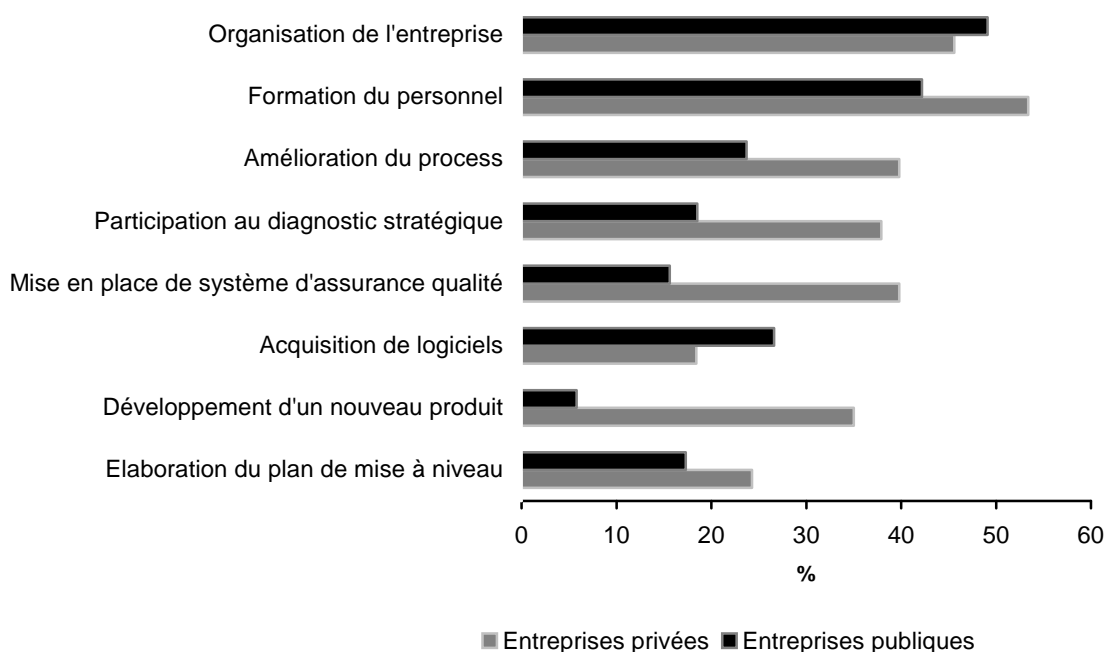 Organisation de l'entreprise
Formation du personnel
Amélioration du process
Participation au diagnostic stratégique
Mise en place de système d'assurance qualité
Acquisition de logiciels
Développement d'un nouveau produit
Elaboration du plan de mise à niveau
0 10 20 30 40 50 60
%
Entreprises privées Entreprises publiques